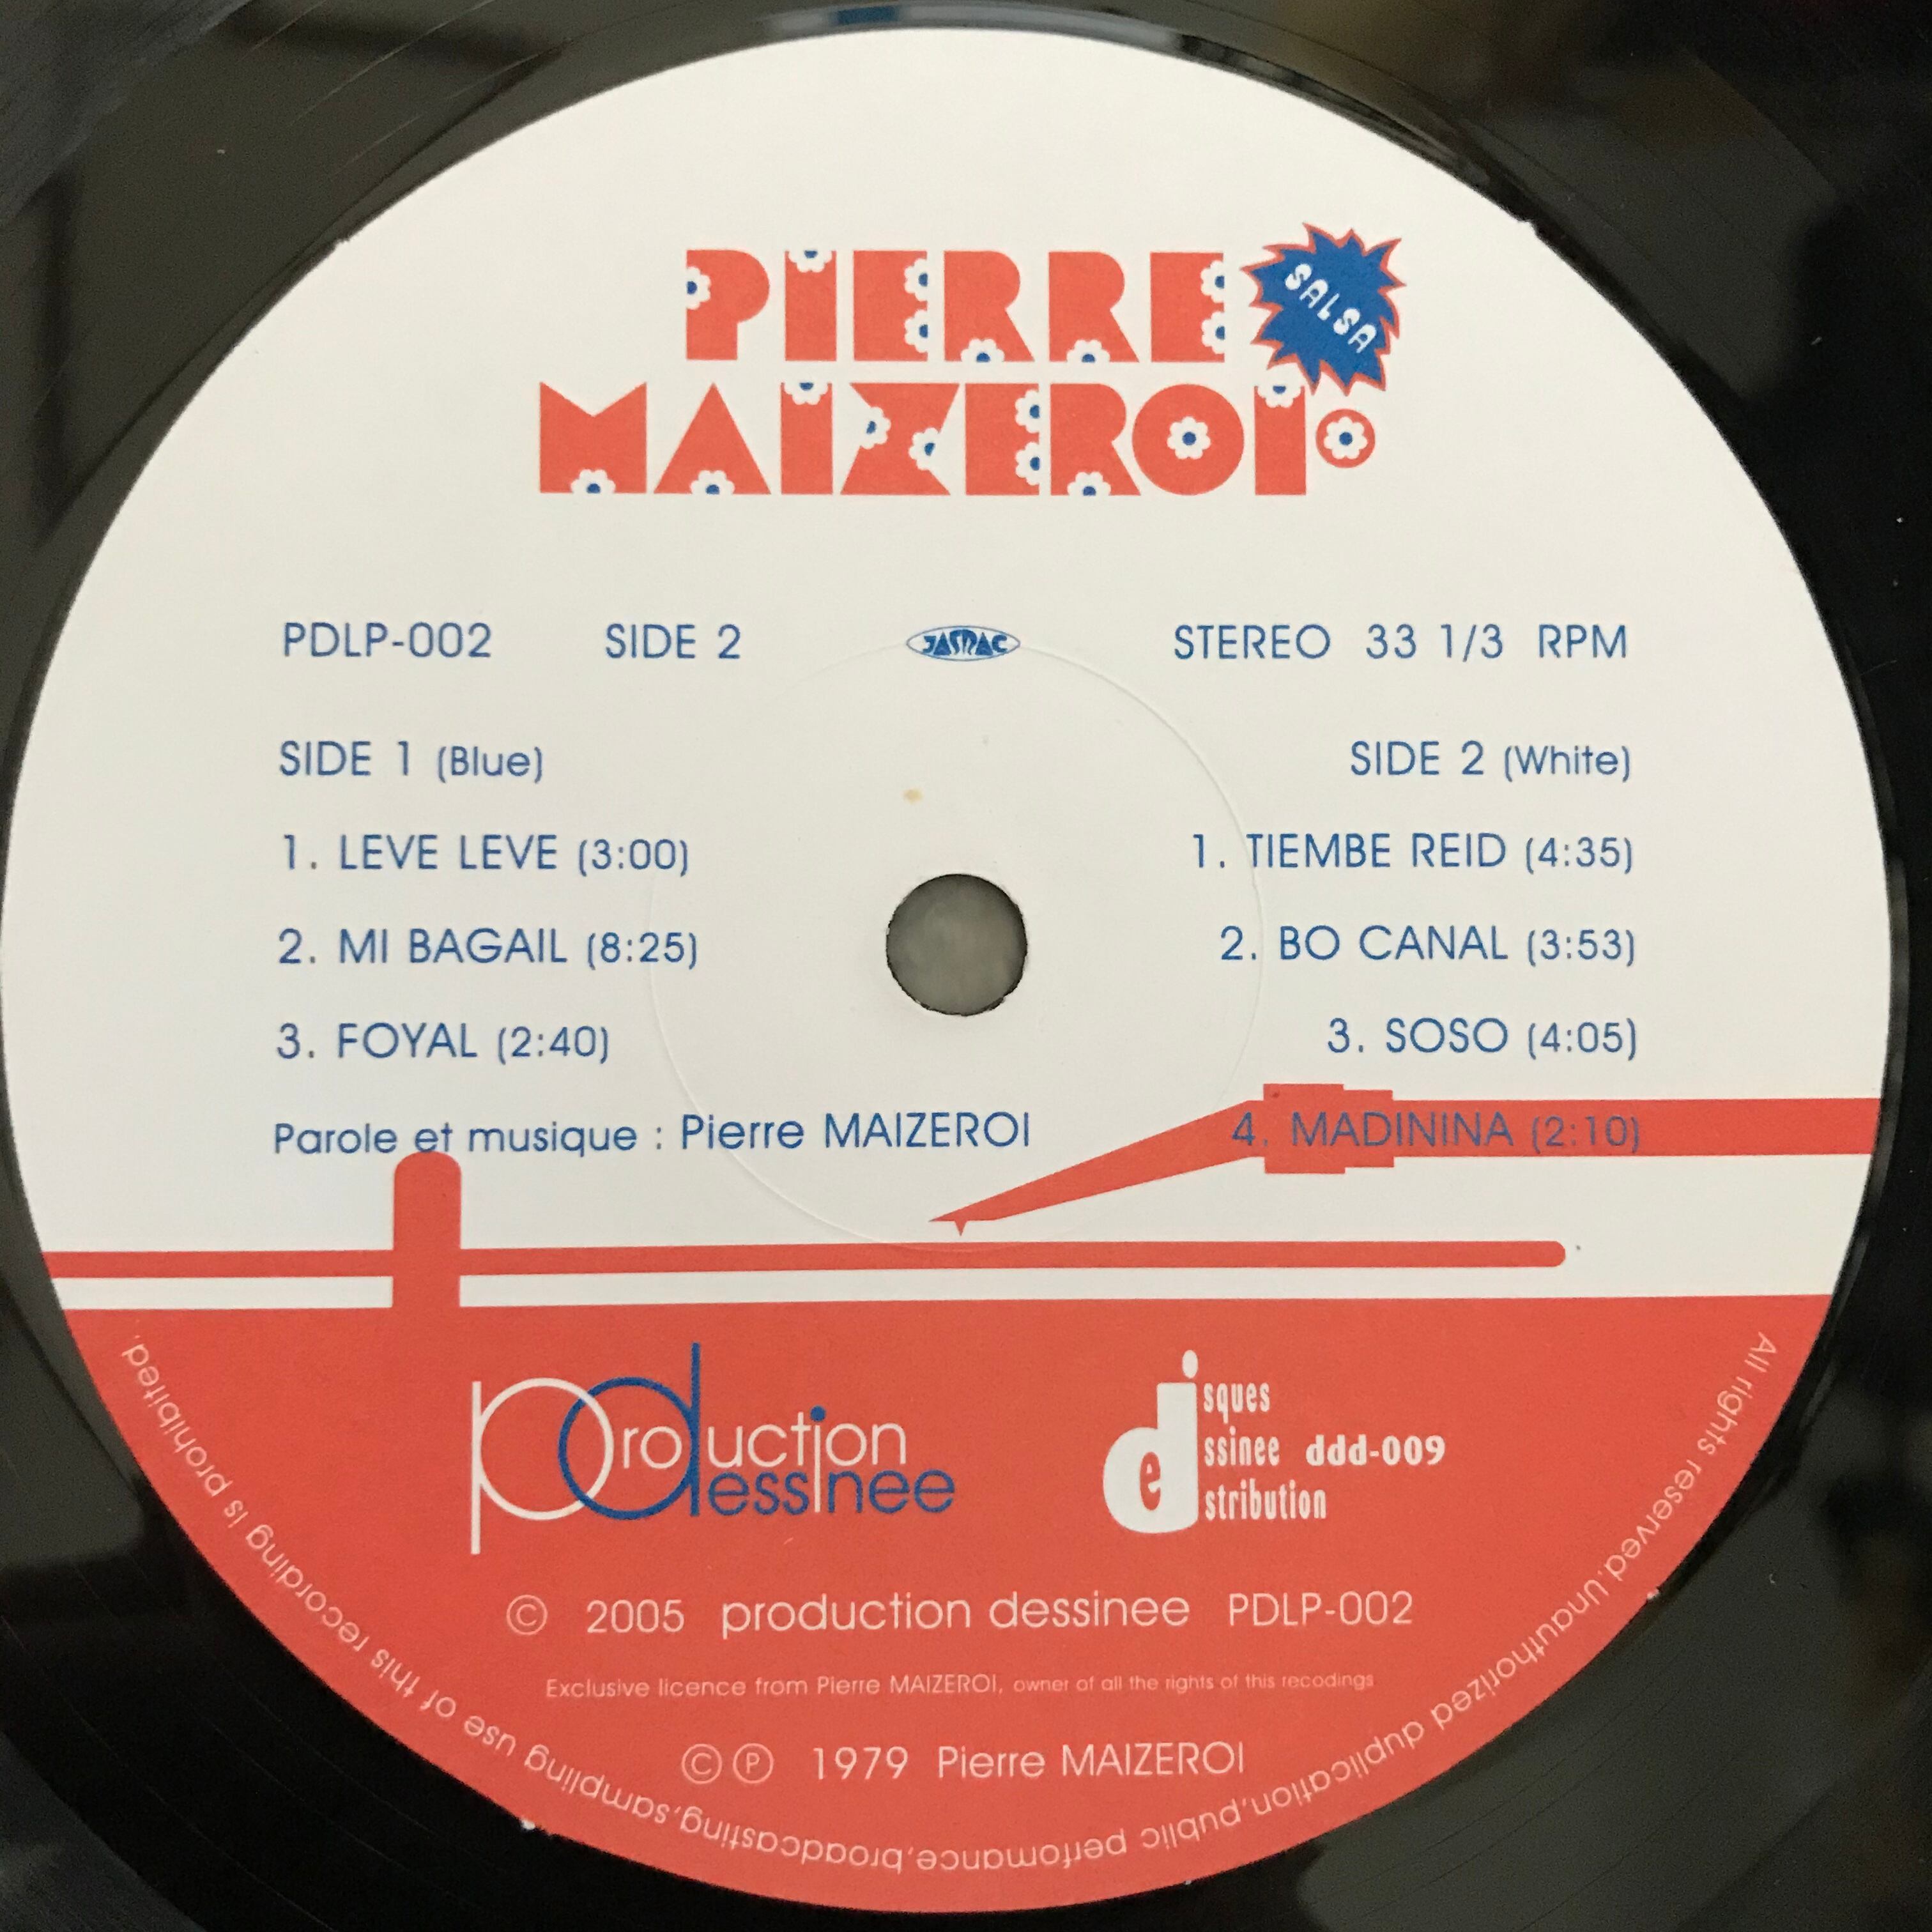 PIERRE
SALSA
MAIZEROI
PDLP-002 SIDE 2 JASRAC STEREO 33 1/3 RPM
SIDE 1 (Blue)
1. LEVE LEVE (3:00)
2. MI BAGAIL (8:25)
3. FOYAL (2:40)
Parole et musique : Pierre MAIZEROI
SIDE 2 (White)
1. TIEMBE REID (4:35)
2. BO CANAL (3:53)
3. SOSO (4:05)
4. MADININA (2:10)
production
dessinee
disques
dessinee ddd-009
distribution
© 2005 production dessinee PDLP-002
Exclusive licence from Pierre MAIZEROI, owner of all the rights of this recodings
© ℗ 1979 Pierre MAIZEROI
All rights reserved.Unauthorized duplication,public perfomance,broadcasting,sampling use of this recording is prohibited.